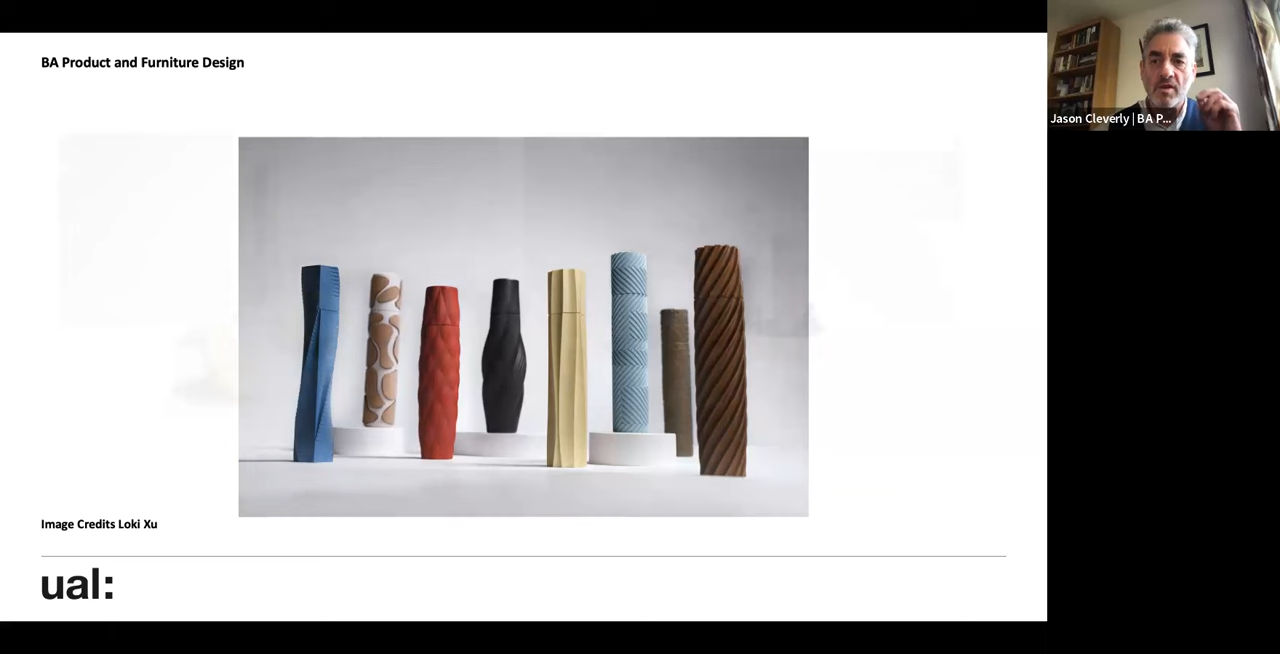 BA Product and Furniture Design
Jason Cleverly | BA P...
Image Credits Loki Xu
ual: